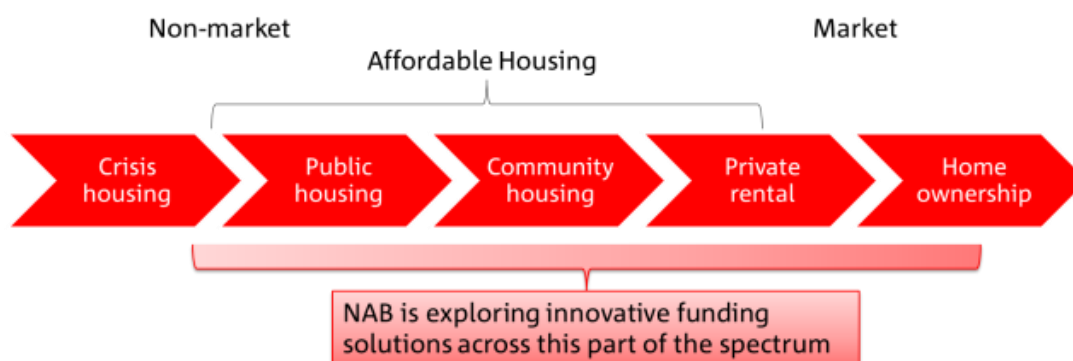 Non-market
Market
Affordable Housing
Crisis
housing
Public
housing
Community
housing
Private
rental
Home
ownership
NAB is exploring innovative funding
solutions across this part of the spectrum